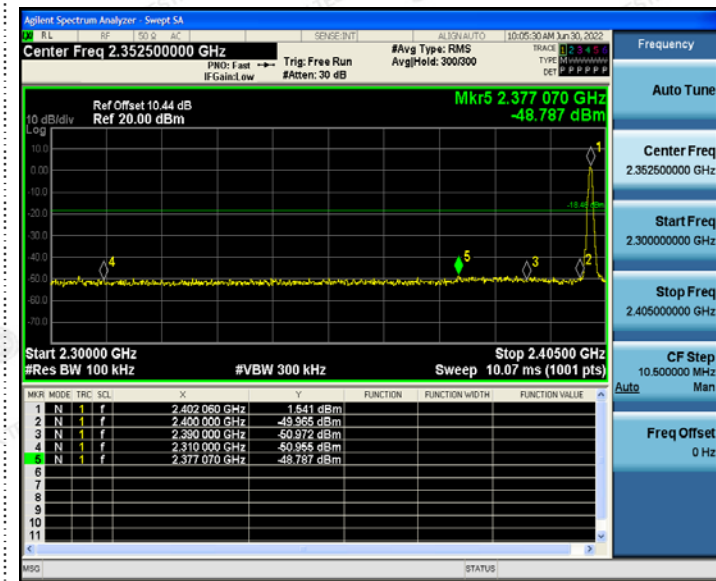 Agilent Spectrum Analyzer - Swept SA
RL RF 50 Ω AC SENSE:INT ALIGNAUTO 10:05:30 AM Jun 30, 2022
Center Freq 2.352500000 GHz
PNO: Fast
IFGain:Low
Trig: Free Run
#Atten: 30 dB
#Avg Type: RMS
Avg|Hold: 300/300
TRACE 1 2 3 4 5 6
TYPE M
DET P P P P P P
Frequency
Mkr5 2.377 070 GHz
-48.787 dBm
Ref Offset 10.44 dB
10 dB/div Ref 20.00 dBm
Log
10.0
0.00
-10.0
-20.0
-30.0
-40.0
-50.0
-60.0
-70.0
-18.46 dBm
1
2
3
4
5
Start 2.30000 GHz Stop 2.40500 GHz
#Res BW 100 kHz #VBW 300 kHz Sweep 10.07 ms (1001 pts)
MKR MODE TRC SCL X Y FUNCTION FUNCTION WIDTH FUNCTION VALUE
1 N 1 f 2.402 060 GHz 1.541 dBm
2 N 1 f 2.400 000 GHz -49.965 dBm
3 N 1 f 2.390 000 GHz -50.972 dBm
4 N 1 f 2.310 000 GHz -50.955 dBm
5 N 1 f 2.377 070 GHz -48.787 dBm
6
7
8
9
10
11
MSG STATUS
Auto Tune
Center Freq
2.352500000 GHz
Start Freq
2.300000000 GHz
Stop Freq
2.405000000 GHz
CF Step
10.500000 MHz
Auto Man
Freq Offset
0 Hz